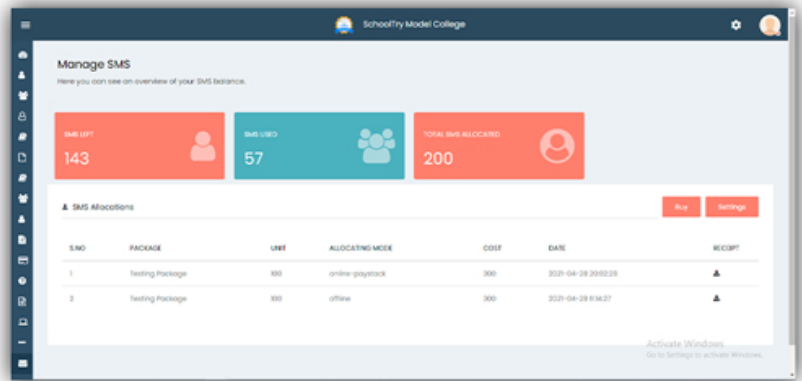 SchoolTry Model College
Manage SMS
Here you can see an overview of your SMS balance.
SMS LEFT
143
SMS USED
57
TOTAL SMS ALLOCATED
200
SMS Allocations
Buy
Settings
S.NO PACKAGE UNIT ALLOCATING MODE COST DATE RECEIPT
1 Testing Package 100 online-paystack 300 2021-04-28 20:02:28
2 Testing Package 100 offline 300 2021-04-28
Activate Windows
Go to Settings to activate Windows.